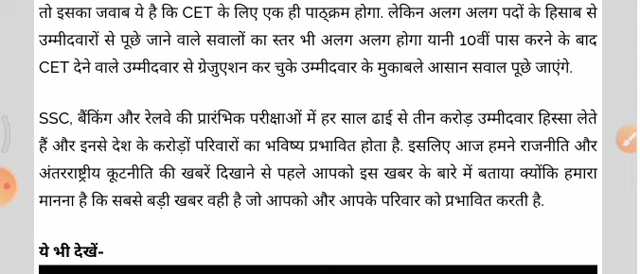 तो इसका जवाब ये है कि CET के लिए एक ही पाठ्क्रम होगा. लेकिन अलग अलग पदों के हिसाब से
उम्मीदवारों से पूछे जाने वाले सवालों का स्तर भी अलग अलग होगा यानी 10वीं पास करने के बाद
CET देने वाले उम्मीदवार से ग्रेजुएशन कर चुके उम्मीदवार के मुकाबले आसान सवाल पूछे जाएंगे.
SSC, बैंकिंग और रेलवे की प्रारंभिक परीक्षाओं में हर साल ढाई से तीन करोड़ उम्मीदवार हिस्सा लेते
हैं और इनसे देश के करोड़ों परिवारों का भविष्य प्रभावित होता है. इसलिए आज हमने राजनीति और
अंतरराष्ट्रीय कूटनीति की खबरें दिखाने से पहले आपको इस खबर के बारे में बताया क्योंकि हमारा
मानना है कि सबसे बड़ी खबर वही है जो आपको और आपके परिवार को प्रभावित करती है.
ये भी देखें-